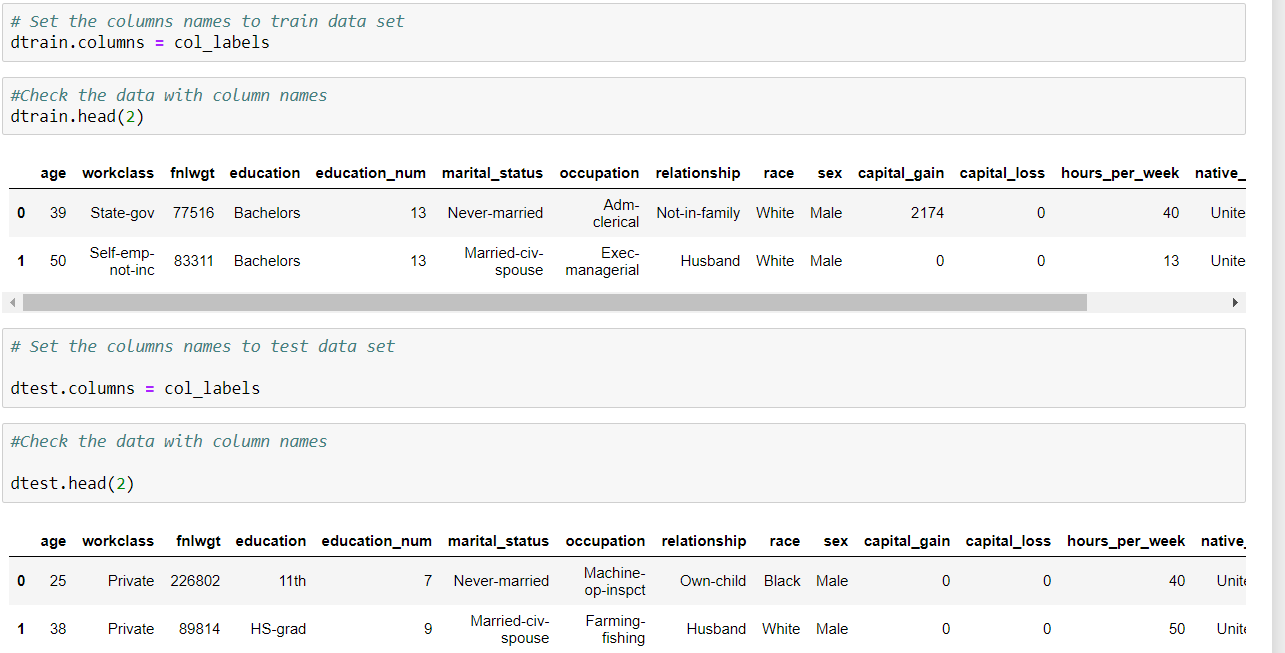 # Set the columns names to train data set
dtrain.columns = col_labels
#Check the data with column names
dtrain.head(2)
age workclass fnlwgt education education_num marital_status occupation relationship race sex capital_gain capital_loss hours_per_week native_
0 39 State-gov 77516 Bachelors 13 Never-married Adm-clerical Not-in-family White Male 2174 0 40 Unite
1 50 Self-emp-not-inc 83311 Bachelors 13 Married-civ-spouse Exec-managerial Husband White Male 0 0 13 Unite
# Set the columns names to test data set
dtest.columns = col_labels
#Check the data with column names
dtest.head(2)
age workclass fnlwgt education education_num marital_status occupation relationship race sex capital_gain capital_loss hours_per_week native_
0 25 Private 226802 11th 7 Never-married Machine-op-inspct Own-child Black Male 0 0 40 Unite
1 38 Private 89814 HS-grad 9 Married-civ-spouse Farming-fishing Husband White Male 0 0 50 Unite